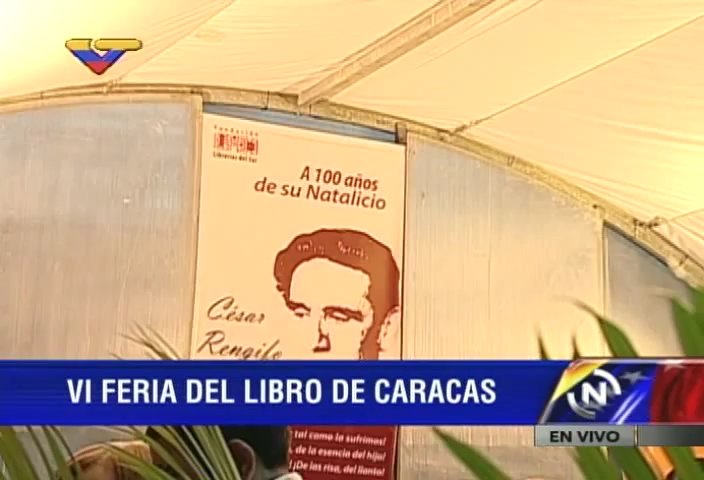 Fundación
Librerías del Sur
A 100 años
de su Natalicio
César
Rengifo
VI FERIA DEL LIBRO DE CARACAS
N
EN VIVO
tal como la sufrimos!
, de la esencia del hijo!
¡De las risa, del llanto!